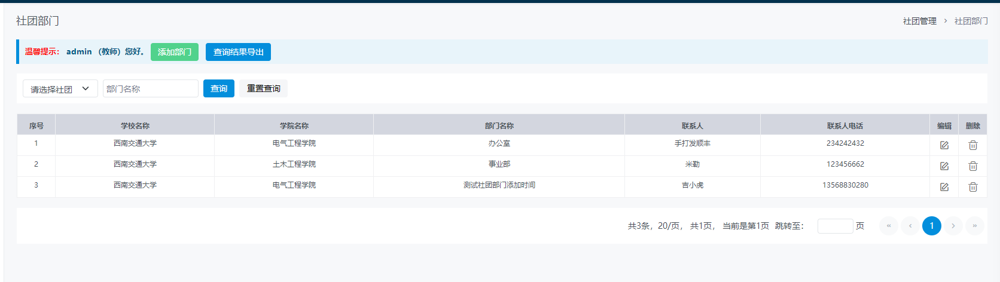 社团部门
社团管理 › 社团部门
温馨提示： admin （教师）您好。 添加部门 查询结果导出
请选择社团 部门名称 查询 重置查询
序号 学校名称 学院名称 部门名称 联系人 联系人电话 编辑 删除
1 西南交通大学 电气工程学院 办公室 手打发顺丰 234242432
2 西南交通大学 土木工程学院 事业部 米勒 123456662
3 西南交通大学 电气工程学院 测试社团部门添加时间 吉小虎 13568830280
共3条，20/页， 共1页， 当前是第1页 跳转至： 页 « ‹ 1 › »